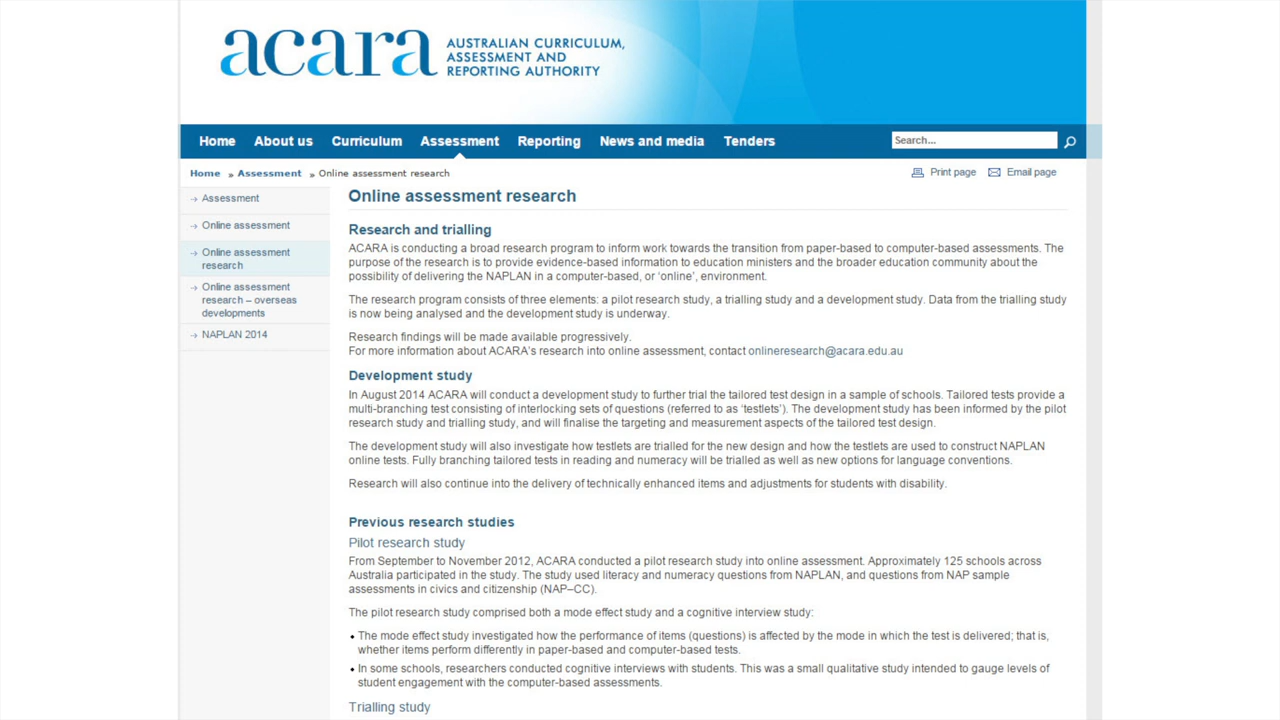 acara
AUSTRALIAN CURRICULUM,
ASSESSMENT AND
REPORTING AUTHORITY
Home About us Curriculum Assessment Reporting News and media Tenders Search...
Home » Assessment » Online assessment research Print page Email page
Assessment
Online assessment
Online assessment
research
Online assessment
research – overseas
developments
NAPLAN 2014
Online assessment research
Research and trialling
ACARA is conducting a broad research program to inform work towards the transition from paper-based to computer-based assessments. The
purpose of the research is to provide evidence-based information to education ministers and the broader education community about the
possibility of delivering the NAPLAN in a computer-based, or ‘online’, environment.
The research program consists of three elements: a pilot research study, a trialling study and a development study. Data from the trialling study
is now being analysed and the development study is underway.
Research findings will be made available progressively.
For more information about ACARA’s research into online assessment, contact onlineresearch@acara.edu.au
Development study
In August 2014 ACARA will conduct a development study to further trial the tailored test design in a sample of schools. Tailored tests provide a
multi-branching test consisting of interlocking sets of questions (referred to as ‘testlets’). The development study has been informed by the pilot
research study and trialling study, and will finalise the targeting and measurement aspects of the tailored test design.
The development study will also investigate how testlets are trialled for the new design and how the testlets are used to construct NAPLAN
online tests. Fully branching tailored tests in reading and numeracy will be trialled as well as new options for language conventions.
Research will also continue into the delivery of technically enhanced items and adjustments for students with disability.
Previous research studies
Pilot research study
From September to November 2012, ACARA conducted a pilot research study into online assessment. Approximately 125 schools across
Australia participated in the study. The study used literacy and numeracy questions from NAPLAN, and questions from NAP sample
assessments in civics and citizenship (NAP–CC).
The pilot research study comprised both a mode effect study and a cognitive interview study:
• The mode effect study investigated how the performance of items (questions) is affected by the mode in which the test is delivered; that is,
whether items perform differently in paper-based and computer-based tests.
• In some schools, researchers conducted cognitive interviews with students. This was a small qualitative study intended to gauge levels of
student engagement with the computer-based assessments.
Trialling study